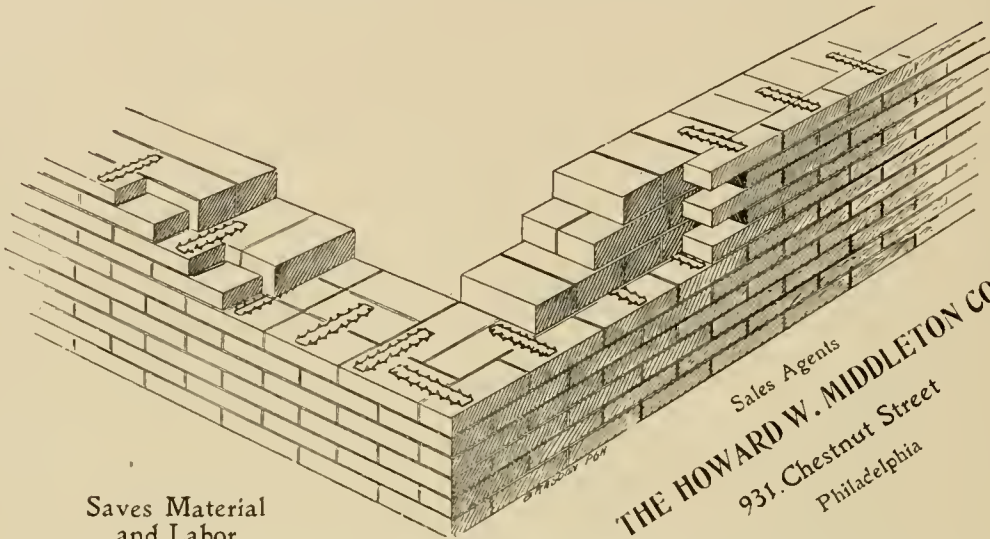 Sales Agents
THE HOWARD W. MIDDLETON CO
931 Chestnut Street
Philadelphia
Saves Material
and Labor